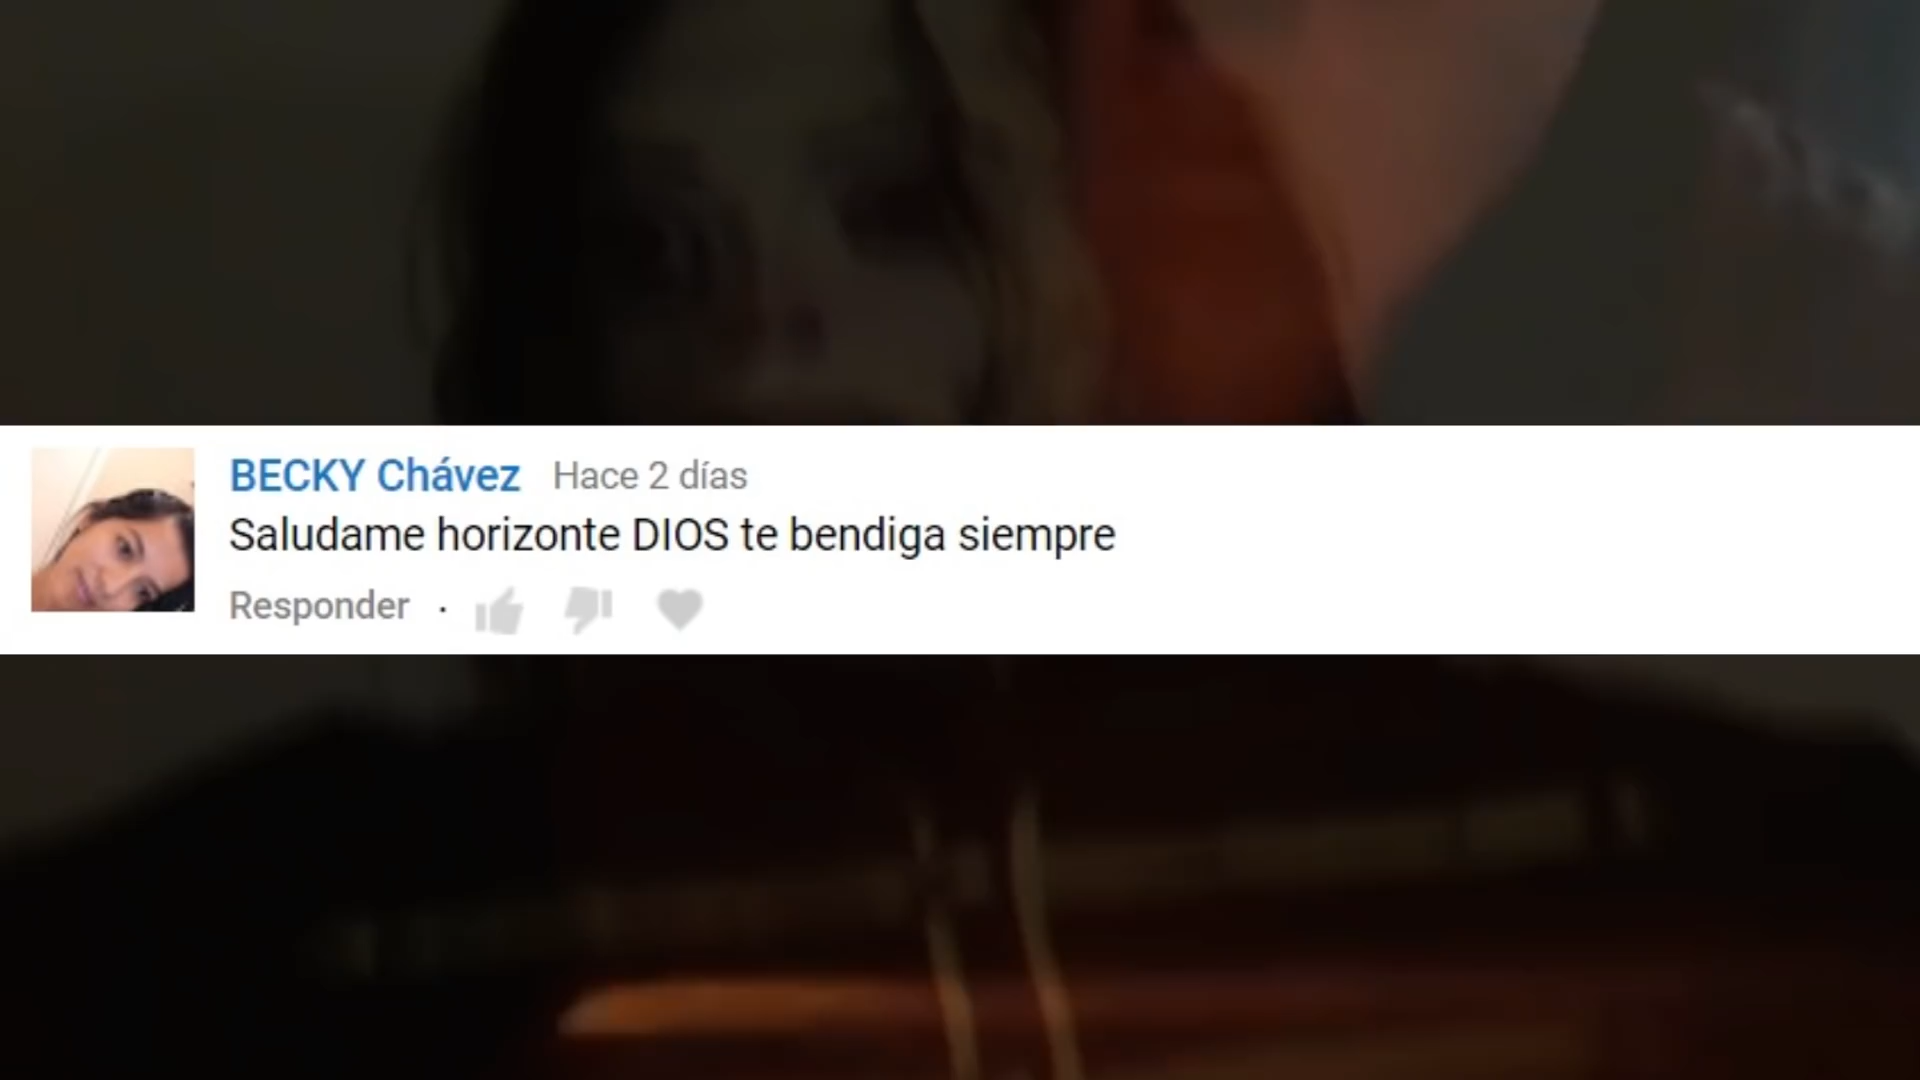 BECKY Chávez Hace 2 días
Saludame horizonte DIOS te bendiga siempre
Responder ·